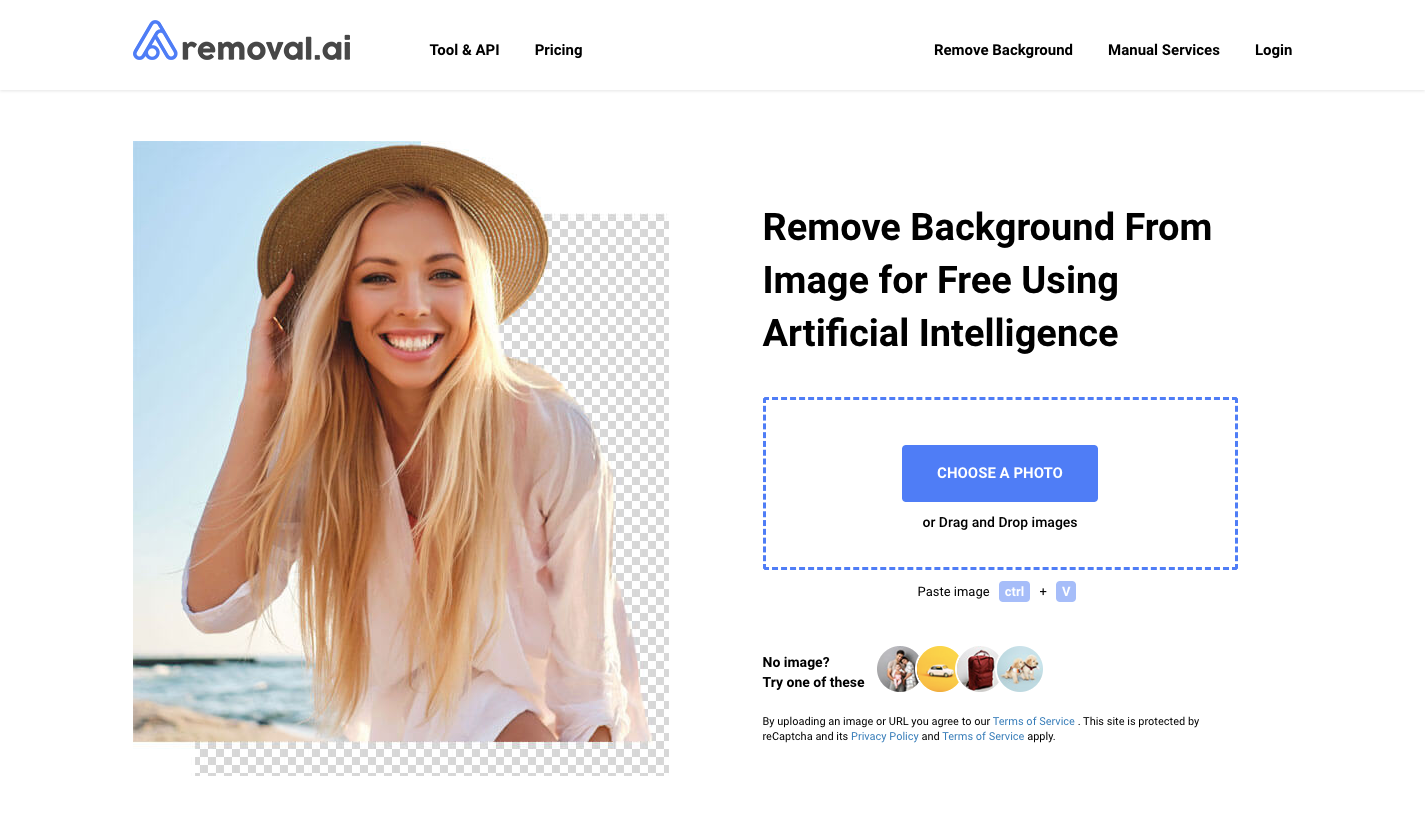 removal.ai
Tool & API
Pricing
Remove Background
Manual Services
Login
Remove Background From
Image for Free Using
Artificial Intelligence
CHOOSE A PHOTO
or Drag and Drop images
Paste image ctrl + V
No image?
Try one of these
By uploading an image or URL you agree to our Terms of Service . This site is protected by
reCaptcha and its Privacy Policy and Terms of Service apply.